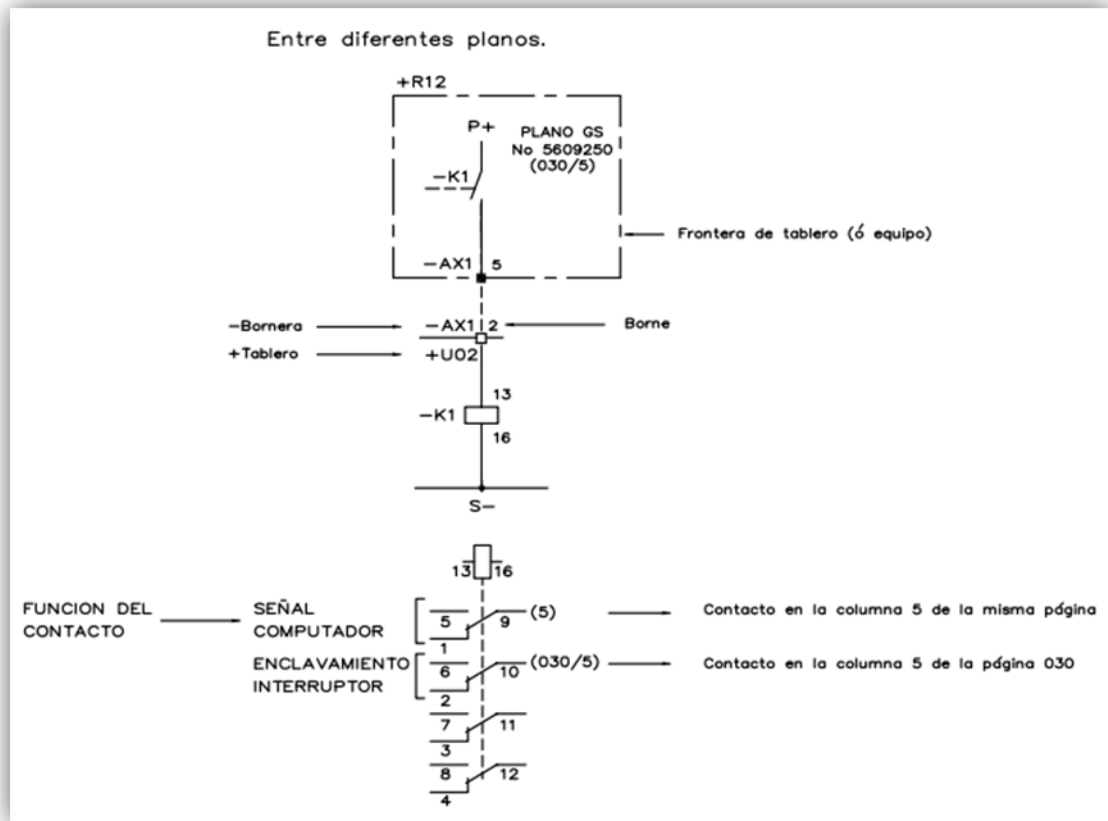 Entre diferentes planos.
+R12
P+
PLANO GS
No 5609250
(030/5)
-K1
Frontera de tablero (ó equipo)
-AX1 5
-Bornera
-AX1 2
Borne
+Tablero
+U02
13
-K1
16
S-
13 16
FUNCION DEL
CONTACTO
SEÑAL
COMPUTADOR
5 9 (5)
Contacto en la columna 5 de la misma página
1
ENCLAVAMIENTO
INTERRUPTOR
6 10 (030/5)
Contacto en la columna 5 de la página 030
2
7 11
3
8 12
4